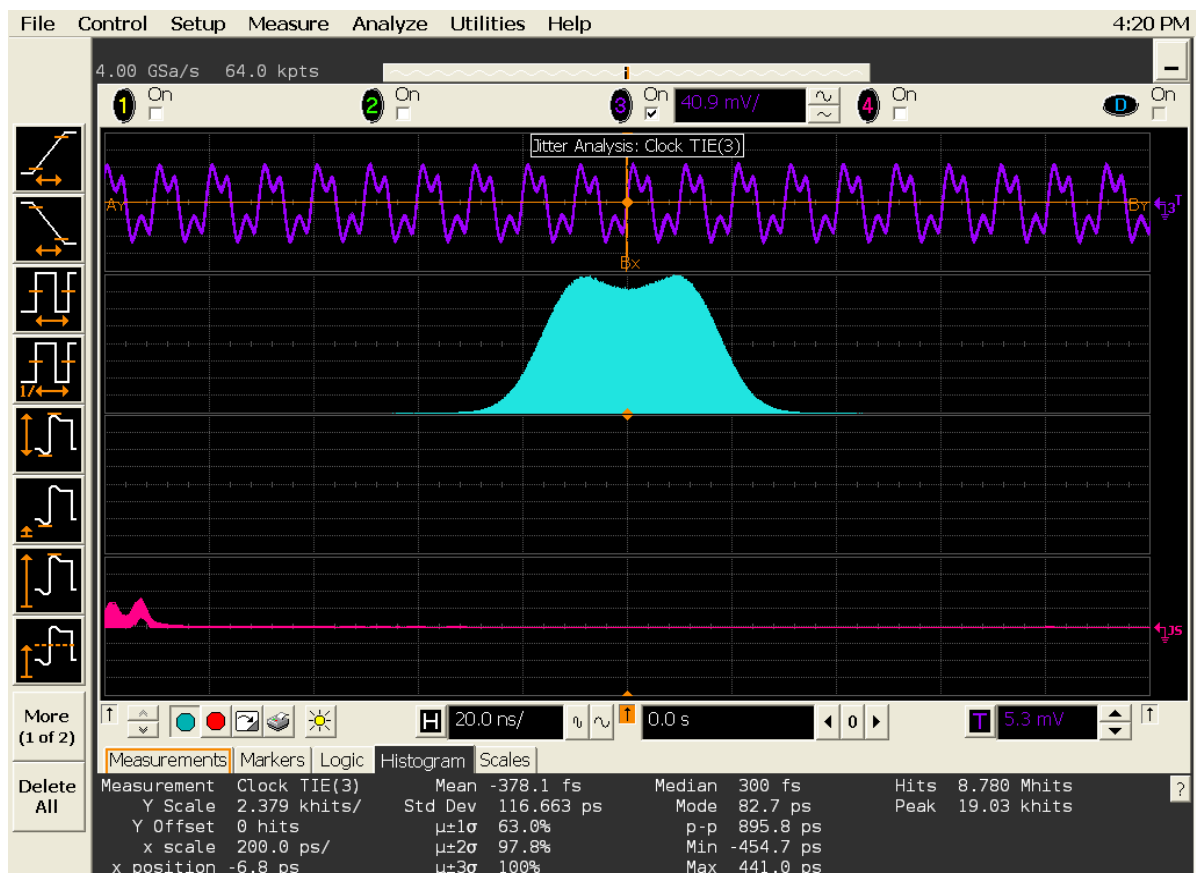 File Control Setup Measure Analyze Utilities Help 4:20 PM
4.00 GSa/s 64.0 kpts
1 On 2 On 3 On 40.9 mV/ 4 On D On
Jitter Analysis: Clock TIE(3)
AY BY 3 T
Bx
1/
JS
More
(1 of 2)
Delete
All
H 20.0 ns/ 0.0 s 0 T 5.3 mV
Measurements Markers Logic Histogram Scales
Measurement Clock TIE(3) Mean -378.1 fs Median 300 fs Hits 8.780 Mhits ?
Y Scale 2.379 khits/ Std Dev 116.663 ps Mode 82.7 ps Peak 19.03 khits
Y Offset 0 hits µ±1σ 63.0% p-p 895.8 ps
x scale 200.0 ps/ µ±2σ 97.8% Min -454.7 ps
x position -6.8 ps µ±3σ 100% Max 441.0 ps